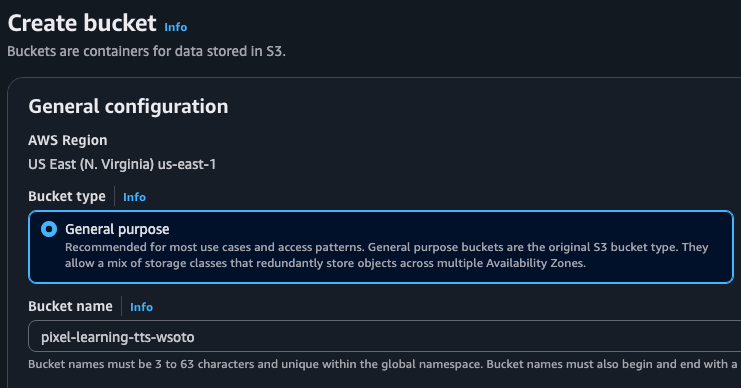 Create bucket Info
Buckets are containers for data stored in S3.
General configuration
AWS Region
US East (N. Virginia) us-east-1
Bucket type Info
General purpose
Recommended for most use cases and access patterns. General purpose buckets are the original S3 bucket type. They
allow a mix of storage classes that redundantly store objects across multiple Availability Zones.
Bucket name Info
pixel-learning-tts-wsoto
Bucket names must be 3 to 63 characters and unique within the global namespace. Bucket names must also begin and end with a